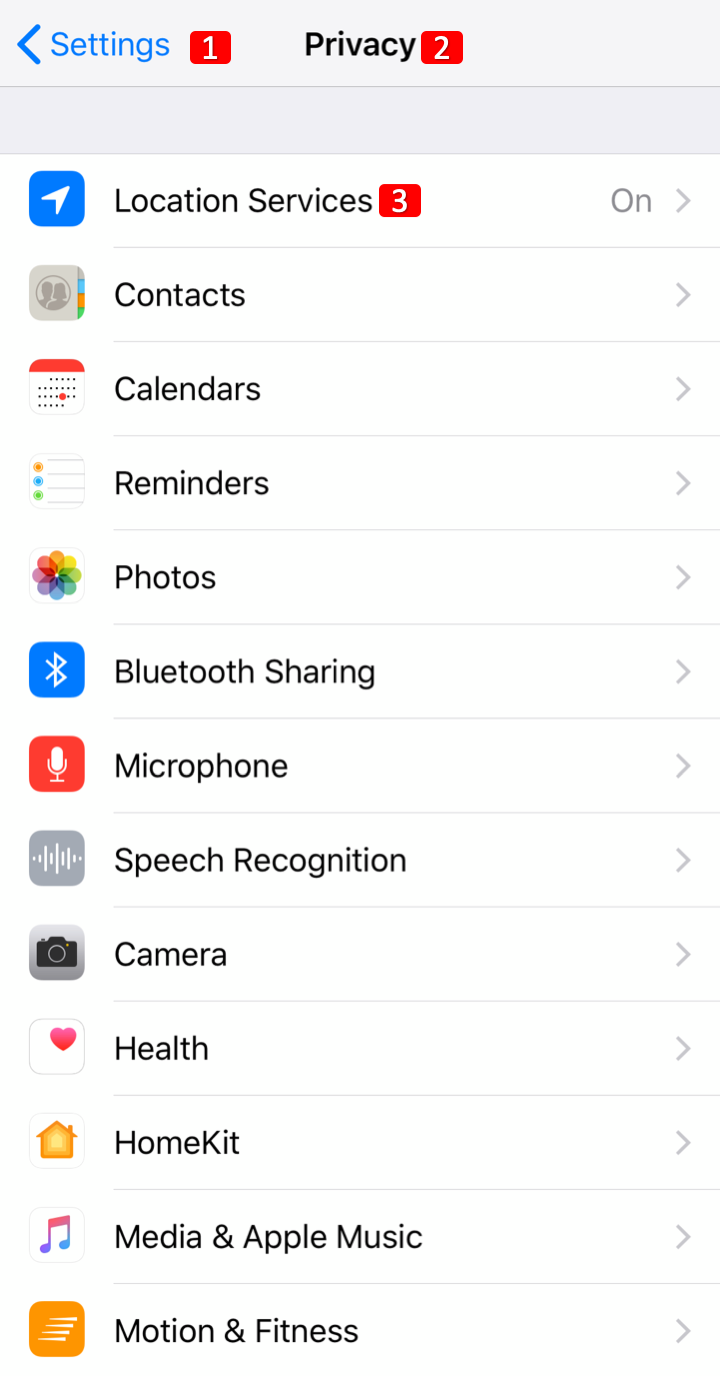 Settings 1 Privacy 2
Location Services 3 On
Contacts
Calendars
Reminders
Photos
Bluetooth Sharing
Microphone
Speech Recognition
Camera
Health
HomeKit
Media & Apple Music
Motion & Fitness